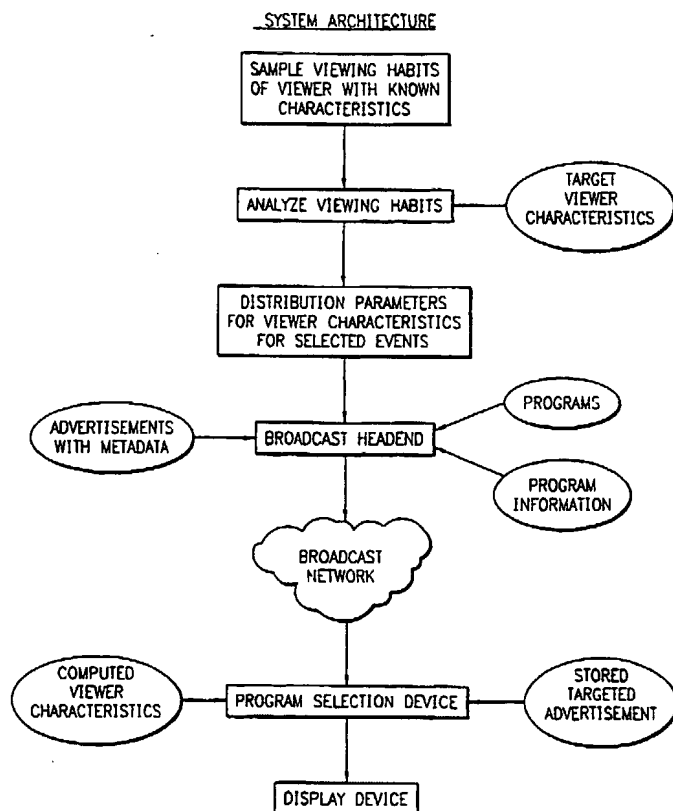 SYSTEM ARCHITECTURE
SAMPLE VIEWING HABITS
OF VIEWER WITH KNOWN
CHARACTERISTICS
ANALYZE VIEWING HABITS
TARGET
VIEWER
CHARACTERISTICS
DISTRIBUTION PARAMETERS
FOR VIEWER CHARACTERISTICS
FOR SELECTED EVENTS
ADVERTISEMENTS
WITH METADATA
BROADCAST HEADEND
PROGRAMS
PROGRAM
INFORMATION
BROADCAST
NETWORK
COMPUTED
VIEWER
CHARACTERISTICS
PROGRAM SELECTION DEVICE
STORED
TARGETED
ADVERTISEMENT
DISPLAY DEVICE